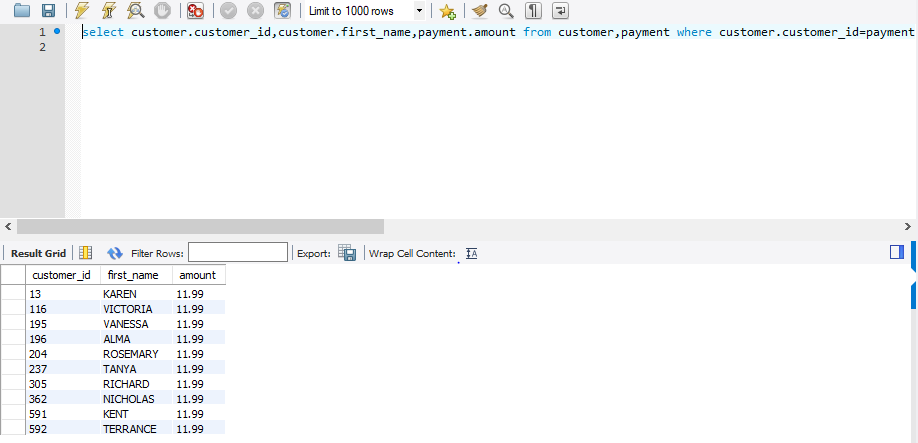 Limit to 1000 rows
1 select customer.customer_id,customer.first_name,payment.amount from customer,payment where customer.customer_id=payment
2
Result Grid Filter Rows: Export: Wrap Cell Content:
customer_id first_name amount
13 KAREN 11.99
116 VICTORIA 11.99
195 VANESSA 11.99
196 ALMA 11.99
204 ROSEMARY 11.99
237 TANYA 11.99
305 RICHARD 11.99
362 NICHOLAS 11.99
591 KENT 11.99
592 TERRANCE 11.99